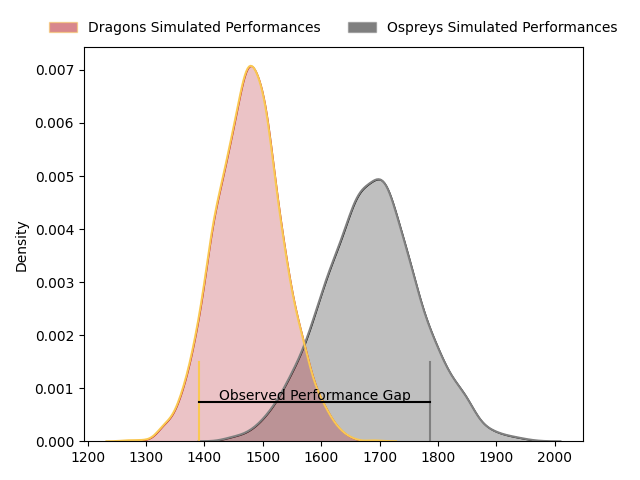 Dragons Simulated Performances Ospreys Simulated Performances
0.007
0.006
0.005
0.004
0.003
0.002
0.001
0.000
Density
Observed Performance Gap
1200 1300 1400 1500 1600 1700 1800 1900 2000